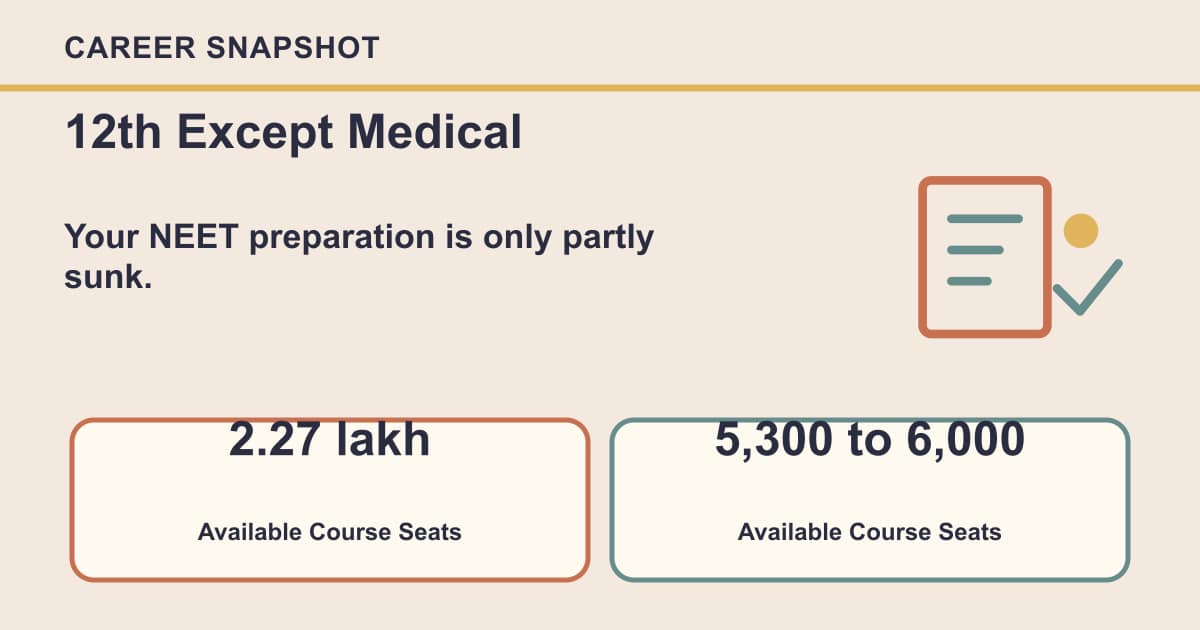 CAREER SNAPSHOT
12th Except Medical
Your NEET preparation is only partly
sunk.
2.27 lakh
Available Course Seats
5,300 to 6,000
Available Course Seats